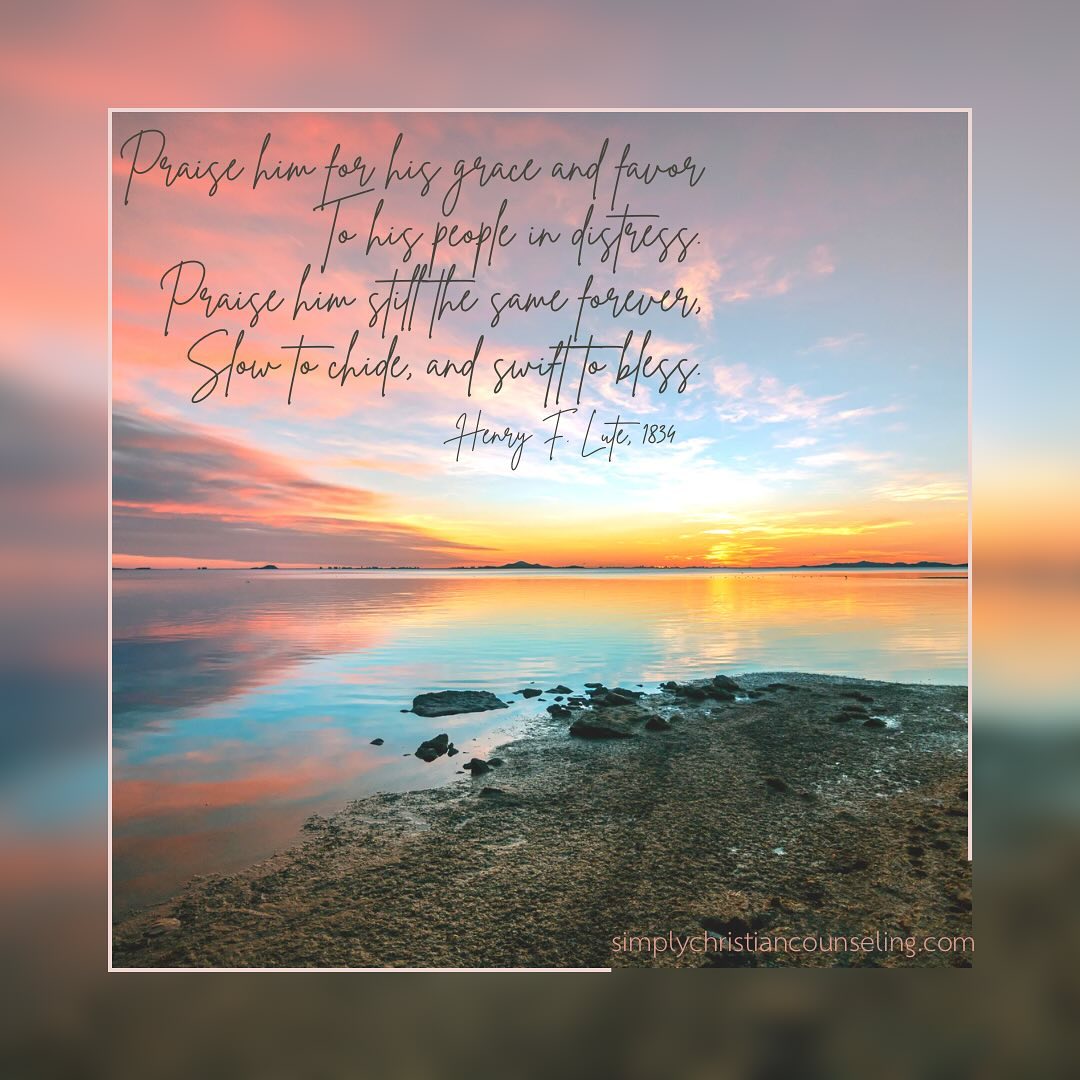 Praise him for his grace and favor
To his people in distress.
Praise him still the same forever,
Slow to chide, and swift to bless.
Henry F. Lute, 1834
simplychristiancounseling.com